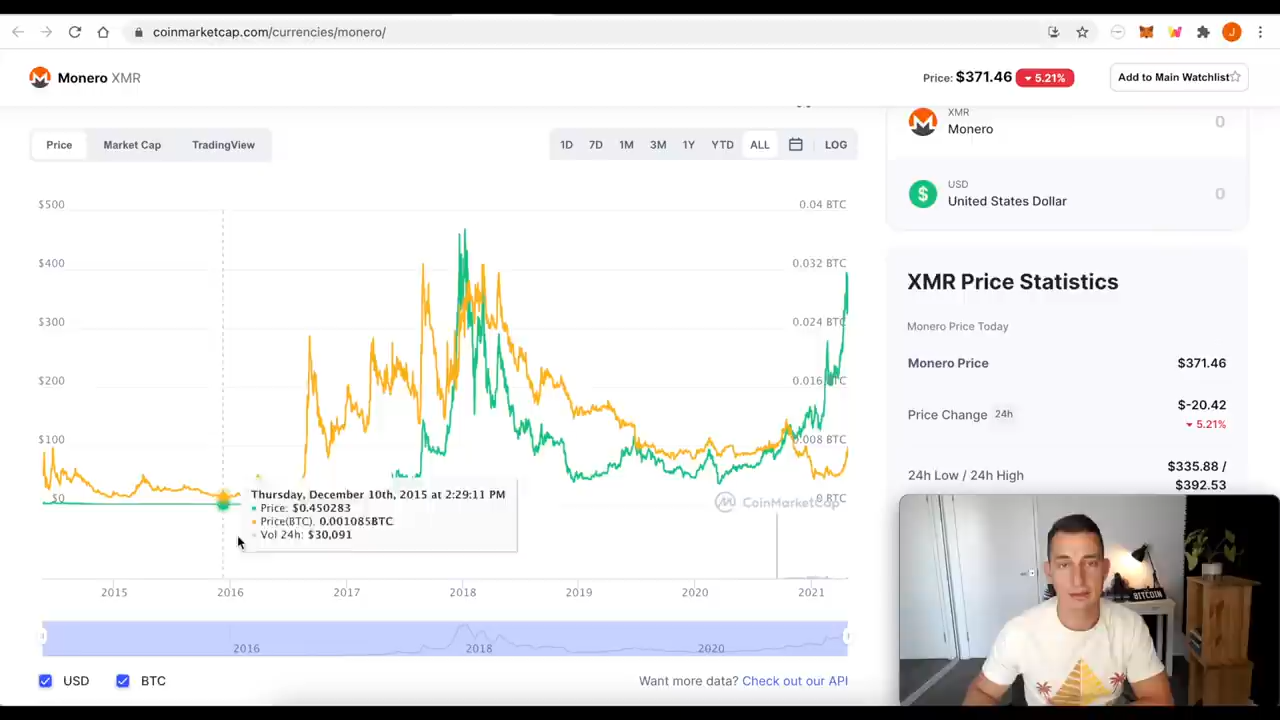 coinmarketcap.com/currencies/monero/
J
Monero XMR
Price: $371.46 5.21%
Add to Main Watchlist
Price Market Cap TradingView
1D 7D 1M 3M 1Y YTD ALL LOG
XMR
Monero
0
USD
United States Dollar
0
$500
$400
$300
$200
$100
$0
0.04 BTC
0.032 BTC
0.024 BTC
0.016 BTC
0.008 BTC
0 BTC
CoinMarketCap
Thursday, December 10th, 2015 at 2:29:11 PM
Price: $0.450283
Price(BTC): 0.001085BTC
Vol 24h: $30,091
2015 2016 2017 2018 2019 2020 2021
2016 2018 2020
USD BTC
Want more data? Check out our API
XMR Price Statistics
Monero Price Today
Monero Price $371.46
Price Change 24h $-20.42
5.21%
24h Low / 24h High $335.88 /
$392.53
BITCOIN